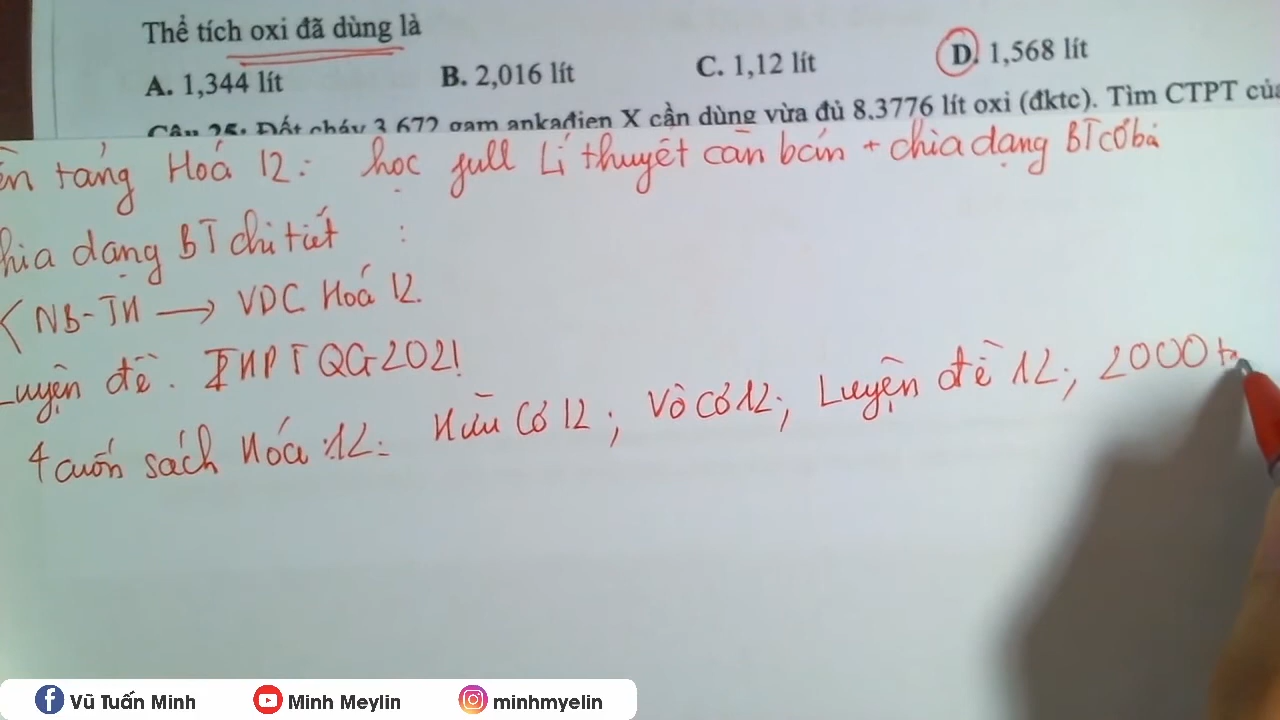 Thể tích oxi đã dùng là
A. 1,344 lít B. 2,016 lít C. 1,12 lít D. 1,568 lít
Câu 25: Đốt cháy 3,672 gam ankađien X cần dùng vừa đủ 8,3776 lít oxi (đktc). Tìm CTPT của
ền tảng Hoá 12: học full Lí thuyết căn bản + chia dạng BT cơ bả
hia dạng BT chi tiết :
NB-TH → VDC Hoá 12.
Luyện đề. THPT QG 2021
4 cuốn sách Hóa 12: Hữu Cơ 12; Vô Cơ 12; Luyện đề 12; 2000
Vũ Tuấn Minh Minh Meylin minhmyelin